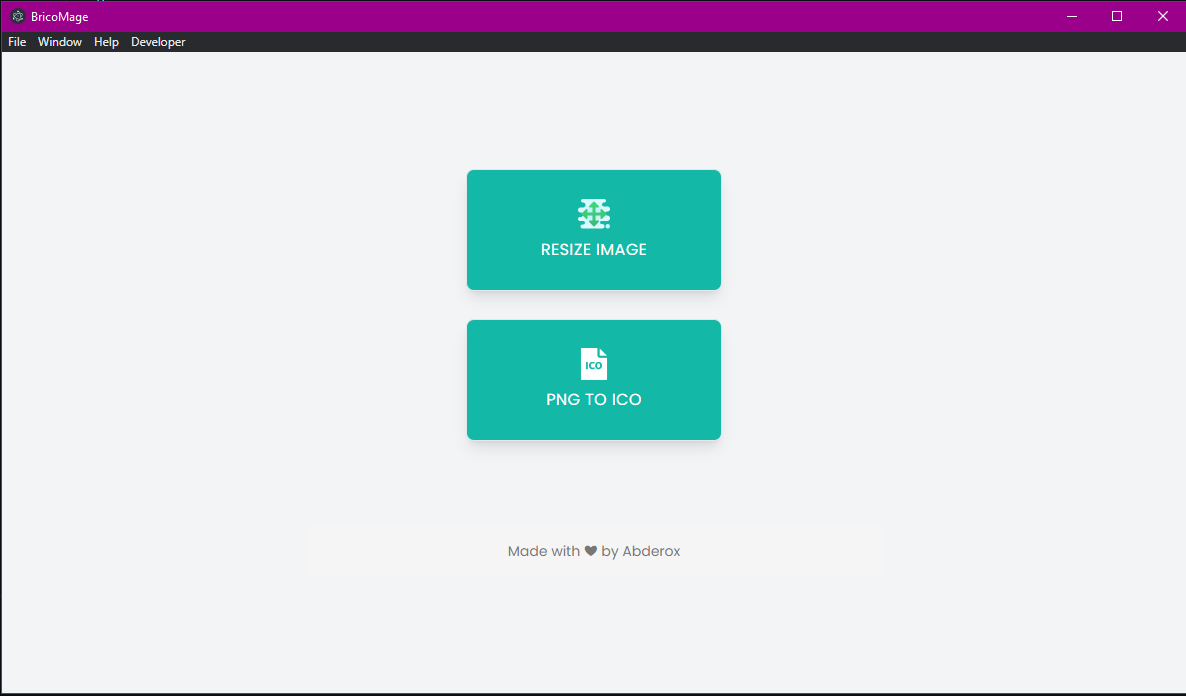 BricoMage
File Window Help Developer
RESIZE IMAGE
ICO
PNG TO ICO
Made with ❤ by Abderox